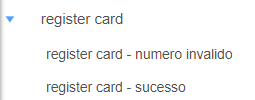 register card
register card - numero invalido
register card - sucesso